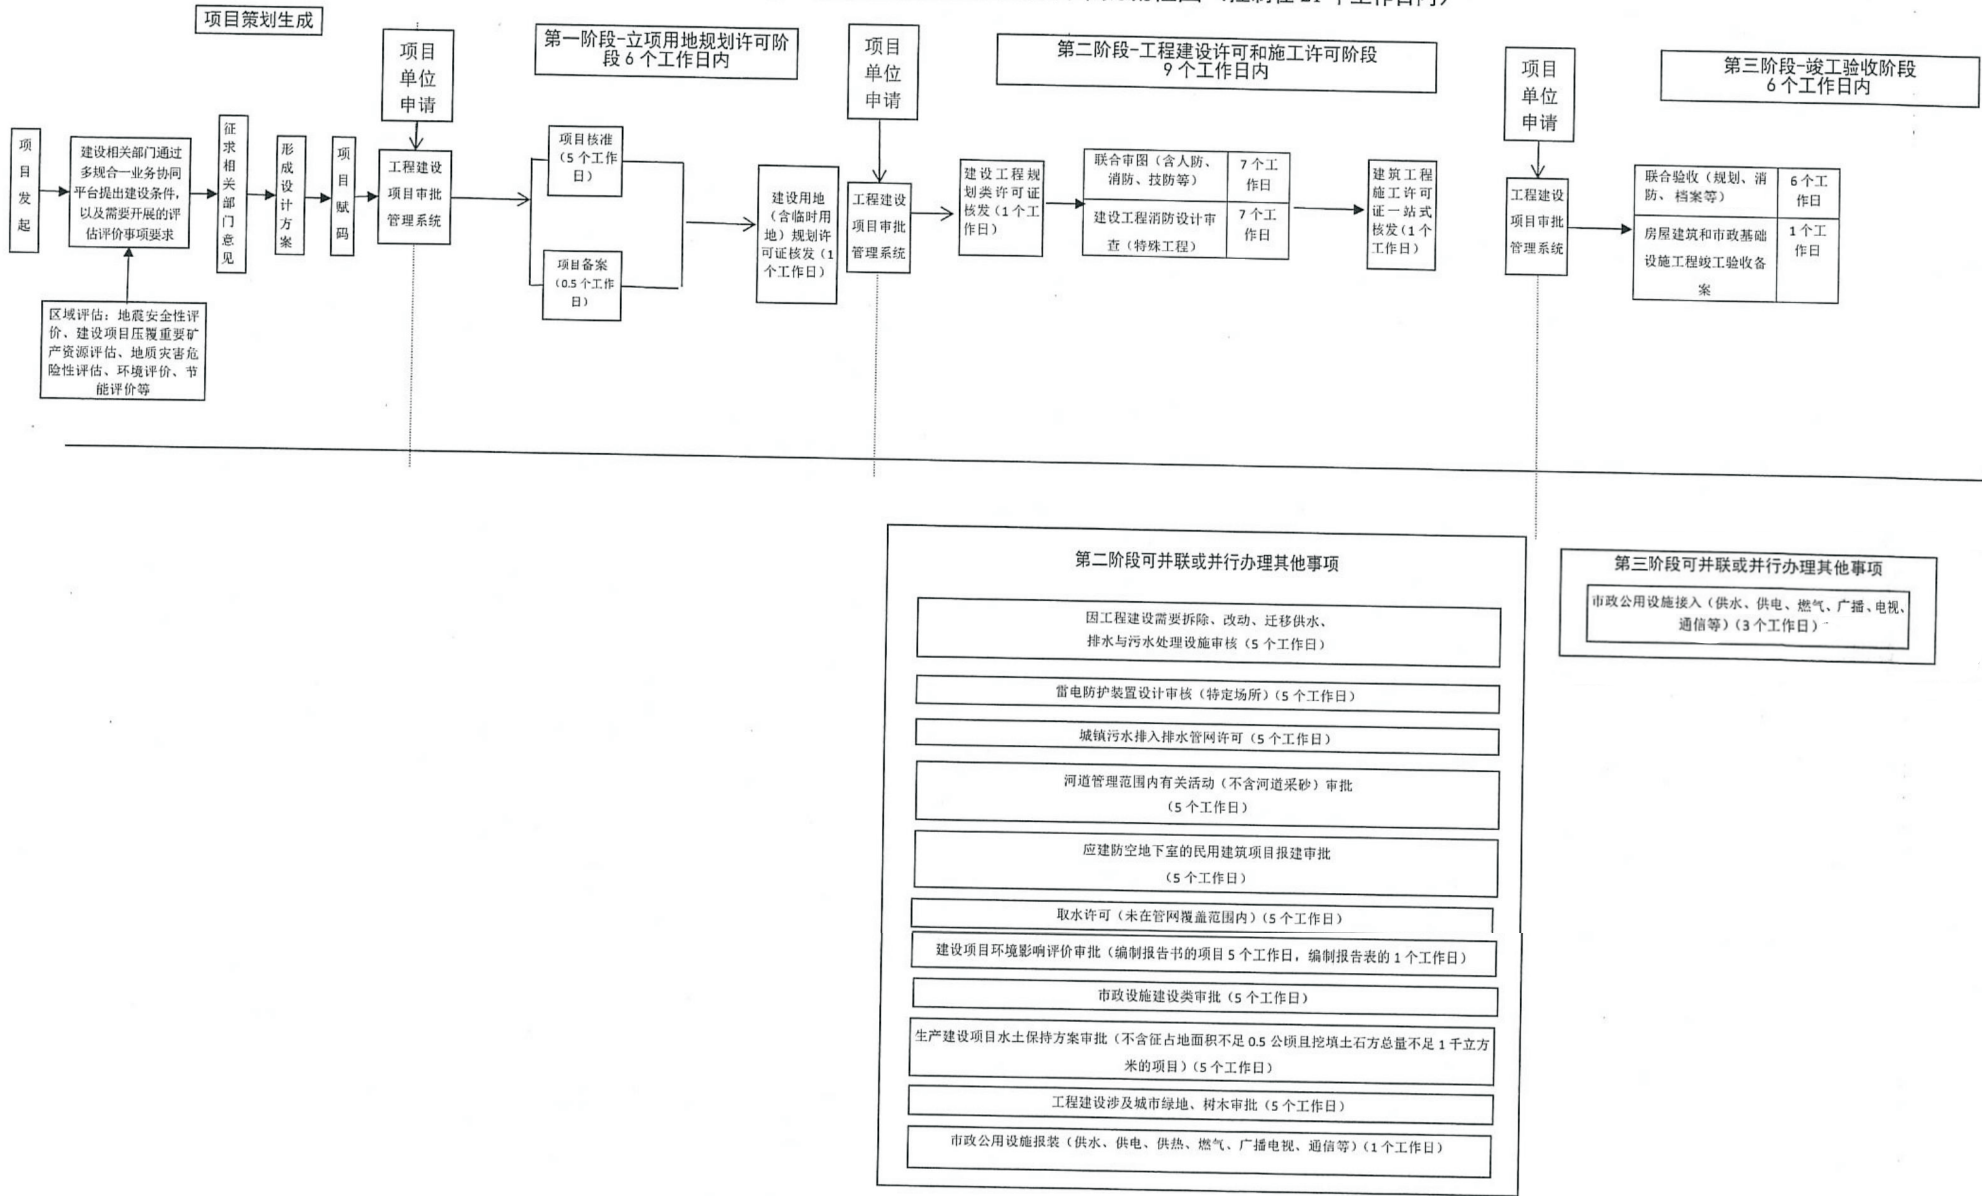 项目策划生成
项目
单位
申请
第一阶段-立项用地规划许可阶
段 6 个工作日内
项目
单位
申请
第二阶段-工程建设许可和施工许可阶段
9 个工作日内
项目
单位
申请
第三阶段-竣工验收阶段
6 个工作日内
项
目
发
起
建设相关部门通过
多规合一业务协同
平台提出建设条件，
以及需要开展的评
估评价事项要求
征
求
相
关
部
门
意
见
形
成
设
计
方
案
项
目
赋
码
工程建设
项目审批
管理系统
项目核准
（5 个工作
日）
项目备案
（0.5 个工作
日）
建设用地
（含临时用
地）规划许
可证核发（1
个工作日）
工程建设
项目审批
管理系统
建设工程规
划类许可证
核发（1 个工
作日）
联合审图（含人防、
消防、技防等）
7 个工
作日
建设工程消防设计审
查（特殊工程）
7 个工
作日
建筑工程
施工许可
证一站式
核发（1 个
工作日）
工程建设
项目审批
管理系统
联合验收（规划、消
防、档案等）
6 个工
作日
房屋建筑和市政基础
设施工程竣工验收备
案
1 个工
作日
区域评估：地震安全性评
价、建设项目压覆重要矿
产资源评估、地质灾害危
险性评估、环境评价、节
能评价等
第二阶段可并联或并行办理其他事项
因工程建设需要拆除、改动、迁移供水、
排水与污水处理设施审核（5 个工作日）
雷电防护装置设计审核（特定场所）（5 个工作日）
城镇污水排入排水管网许可（5 个工作日）
河道管理范围内有关活动（不含河道采砂）审批
（5 个工作日）
应建防空地下室的民用建筑项目报建审批
（5 个工作日）
取水许可（未在管网覆盖范围内）（5 个工作日）
建设项目环境影响评价审批（编制报告书的项目 5 个工作日，编制报告表的 1 个工作日）
市政设施建设类审批（5 个工作日）
生产建设项目水土保持方案审批（不含征占地面积不足 0.5 公顷且挖填土石方总量不足 1 千立方
米的项目）（5 个工作日）
工程建设涉及城市绿地、树木审批（5 个工作日）
市政公用设施报装（供水、供电、供热、燃气、广播电视、通信等）（1 个工作日）
第三阶段可并联或并行办理其他事项
市政公用设施接入（供水、供电、燃气、广播、电视、
通信等）（3 个工作日）